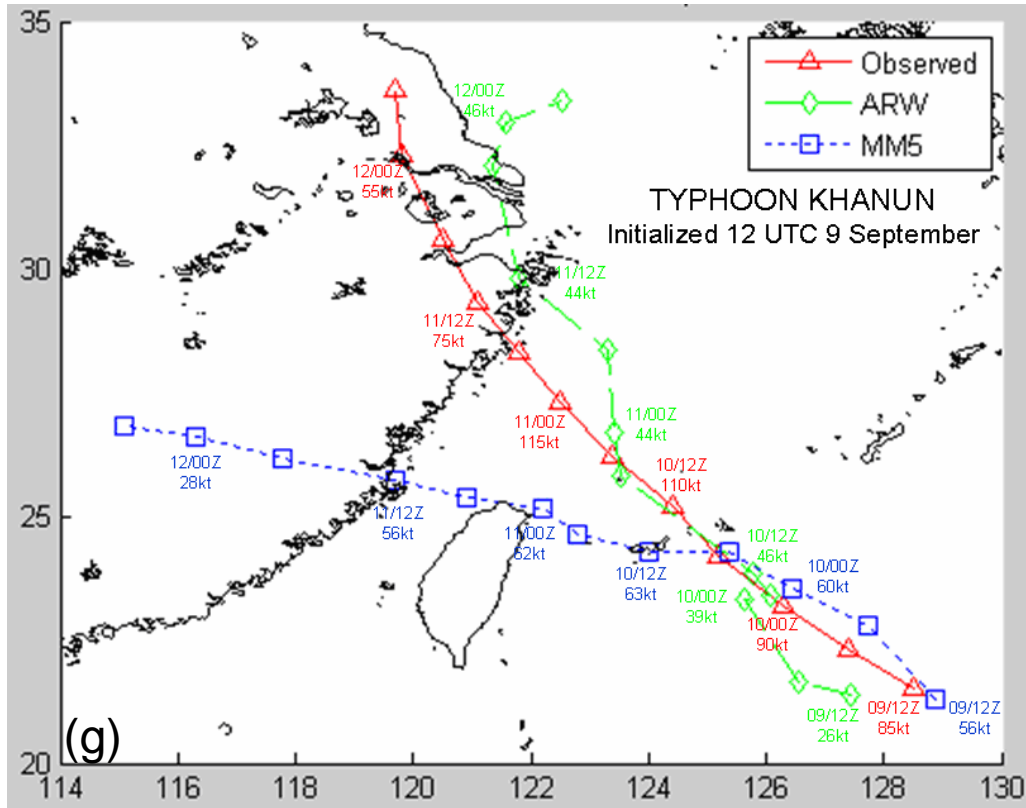 35
30
25
20
114
116
118
120
122
124
126
128
130
Observed
ARW
MM5
TYPHOON KHANUN
Initialized 12 UTC 9 September
12/00Z
46kt
12/00Z
55kt
11/12Z
44kt
11/12Z
75kt
11/00Z
115kt
11/00Z
44kt
10/12Z
110kt
12/00Z
28kt
11/12Z
56kt
11/00Z
62kt
10/12Z
63kt
10/12Z
46kt
10/00Z
60kt
10/00Z
39kt
10/00Z
90kt
09/12Z
26kt
09/12Z
85kt
09/12Z
56kt
(g)